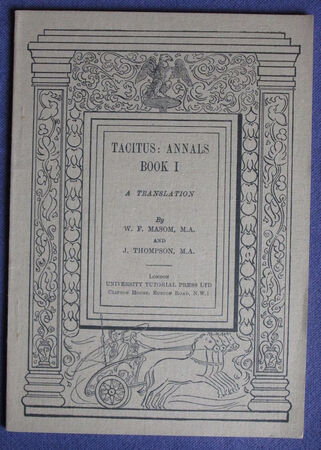 TACITUS: ANNALS
BOOK I
A TRANSLATION
By
W. F. MASOM, M.A.
AND
J. THOMPSON, M.A.
LONDON
UNIVERSITY TUTORIAL PRESS LTD
CLIFTON HOUSE, EUSTON ROAD, N.W. 1